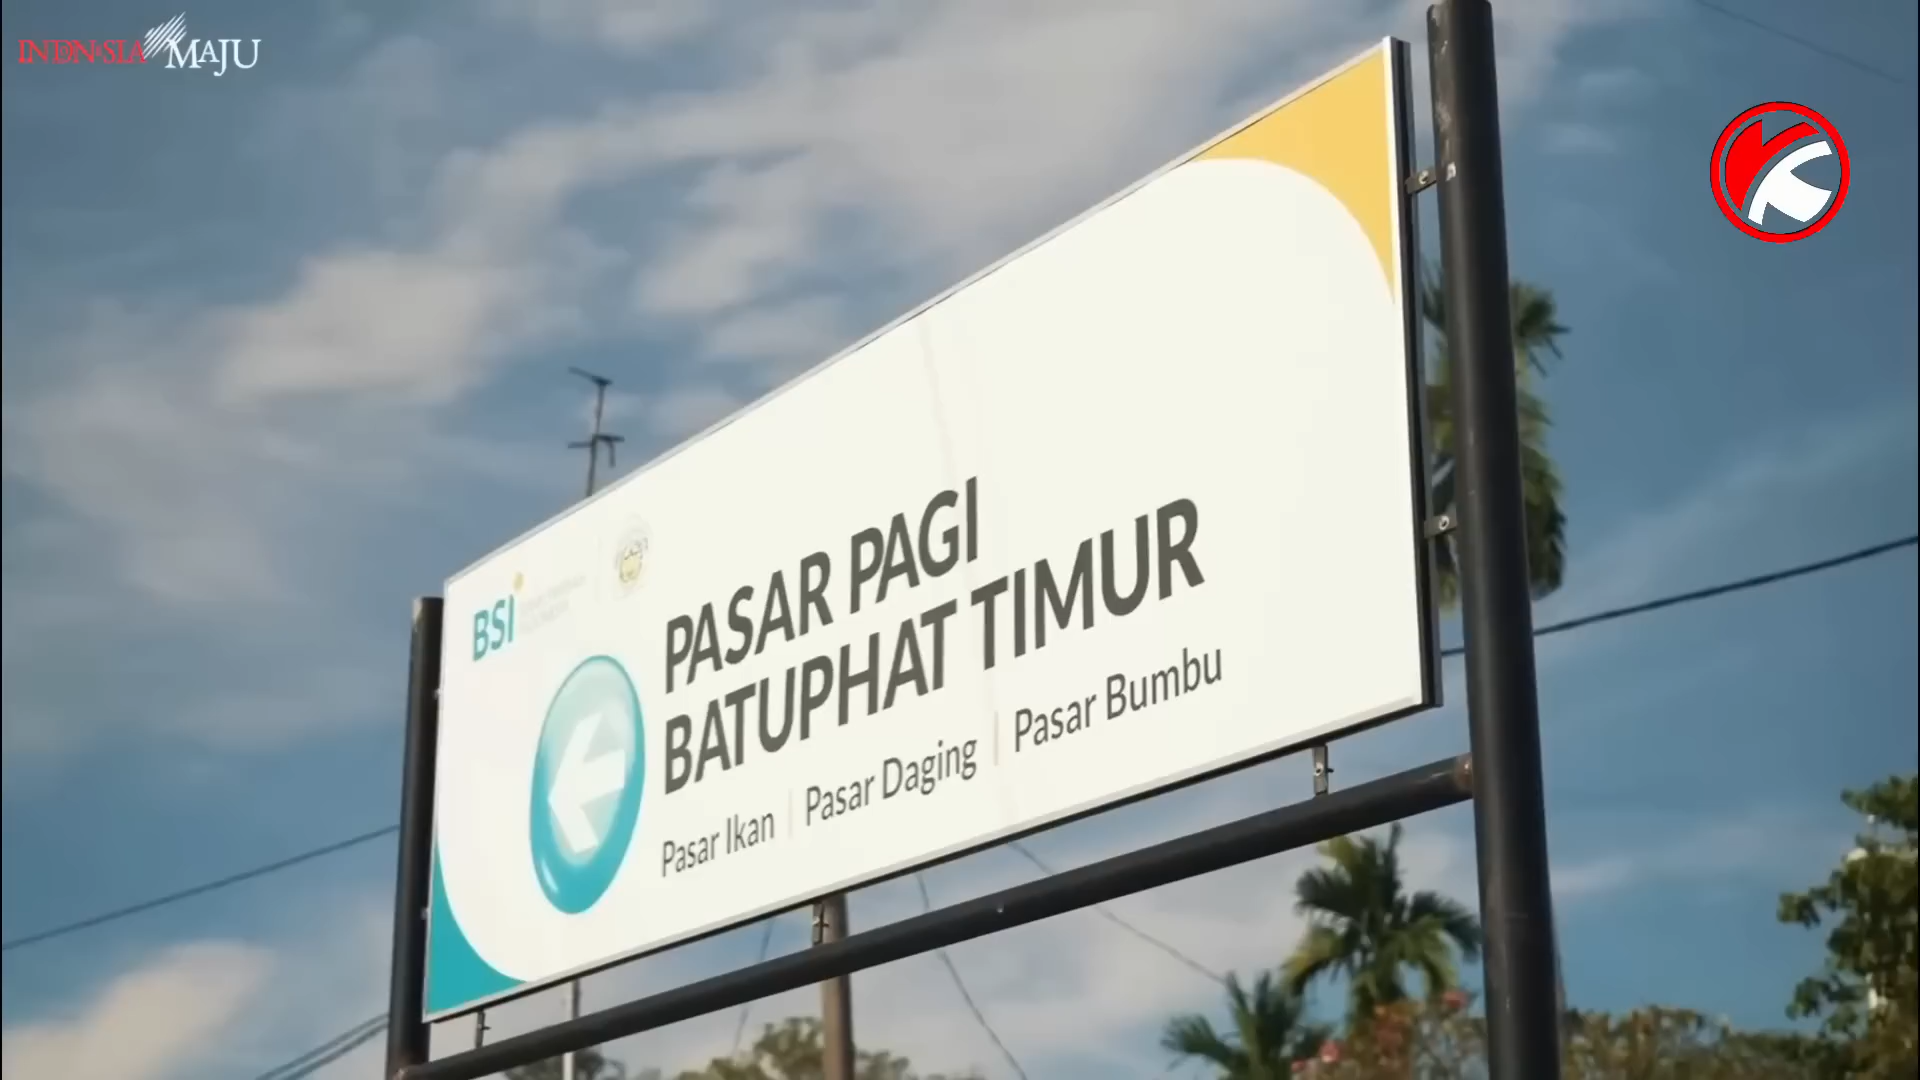 INDONESIA MAJU
BSI
PASAR PAGI
BATUPHAT TIMUR
Pasar Ikan | Pasar Daging | Pasar Bumbu